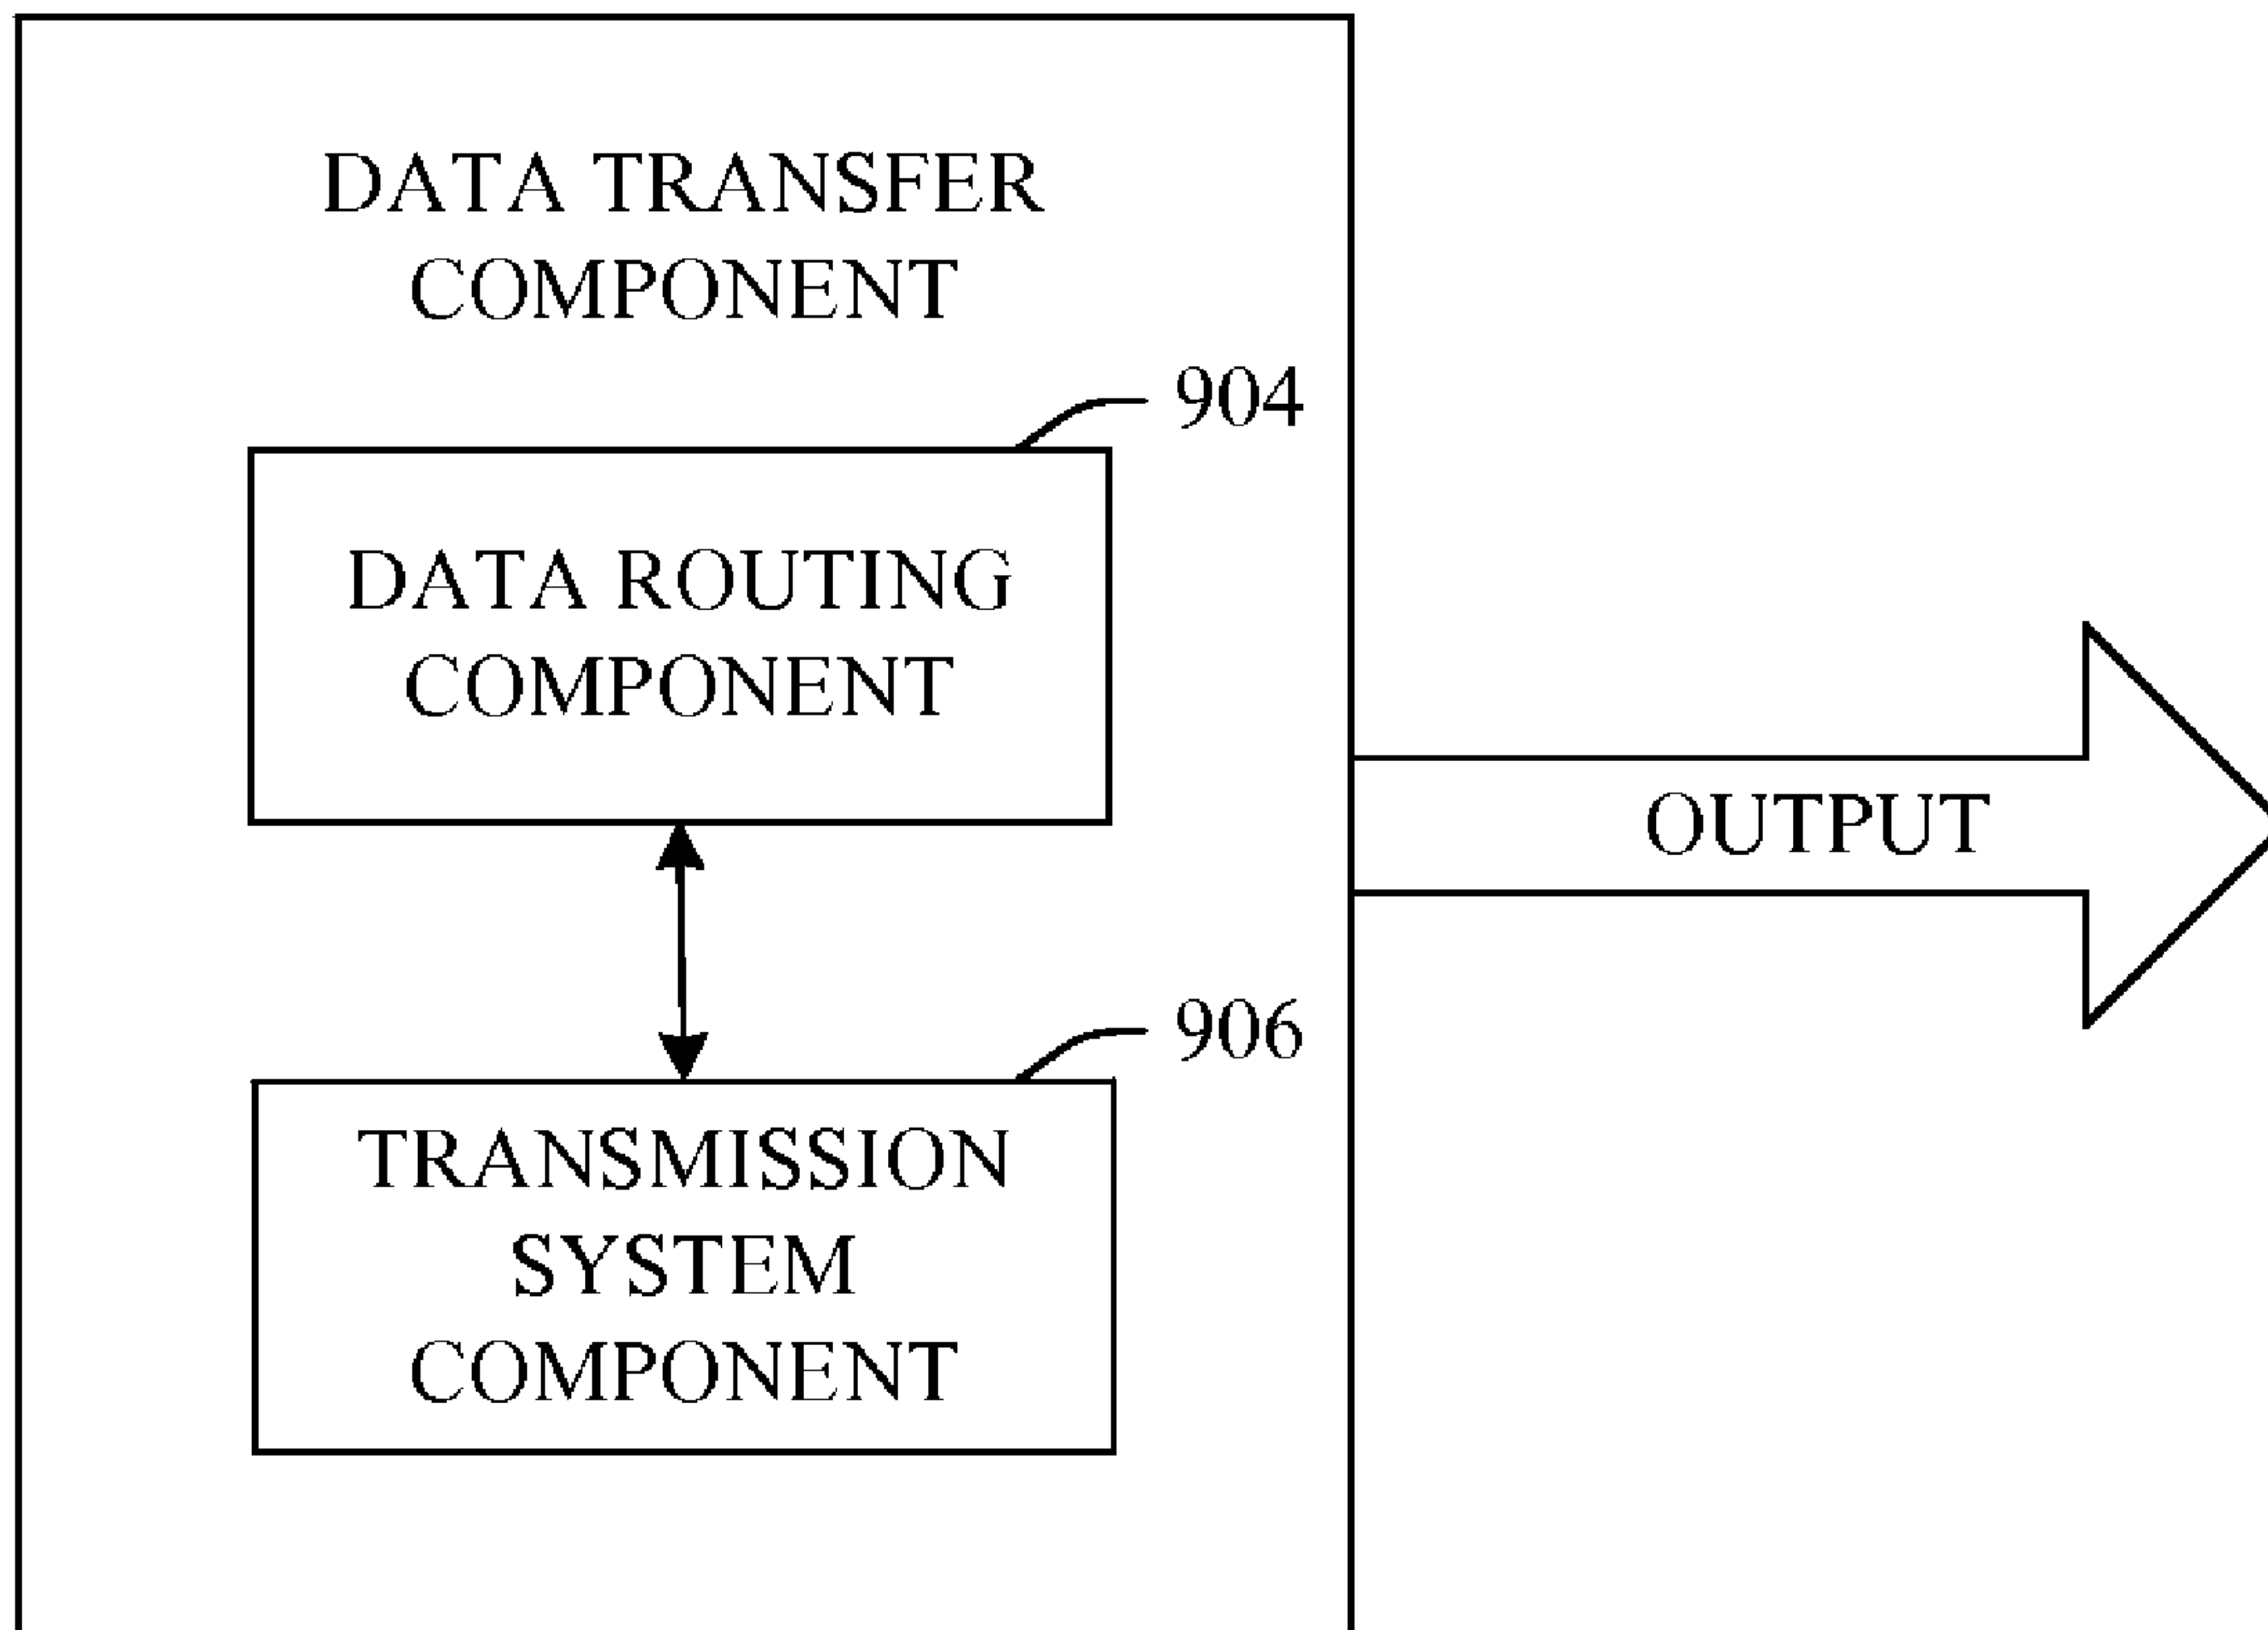 DATA TRANSFER
COMPONENT
904
DATA ROUTING
COMPONENT
OUTPUT
906
TRANSMISSION
SYSTEM
COMPONENT